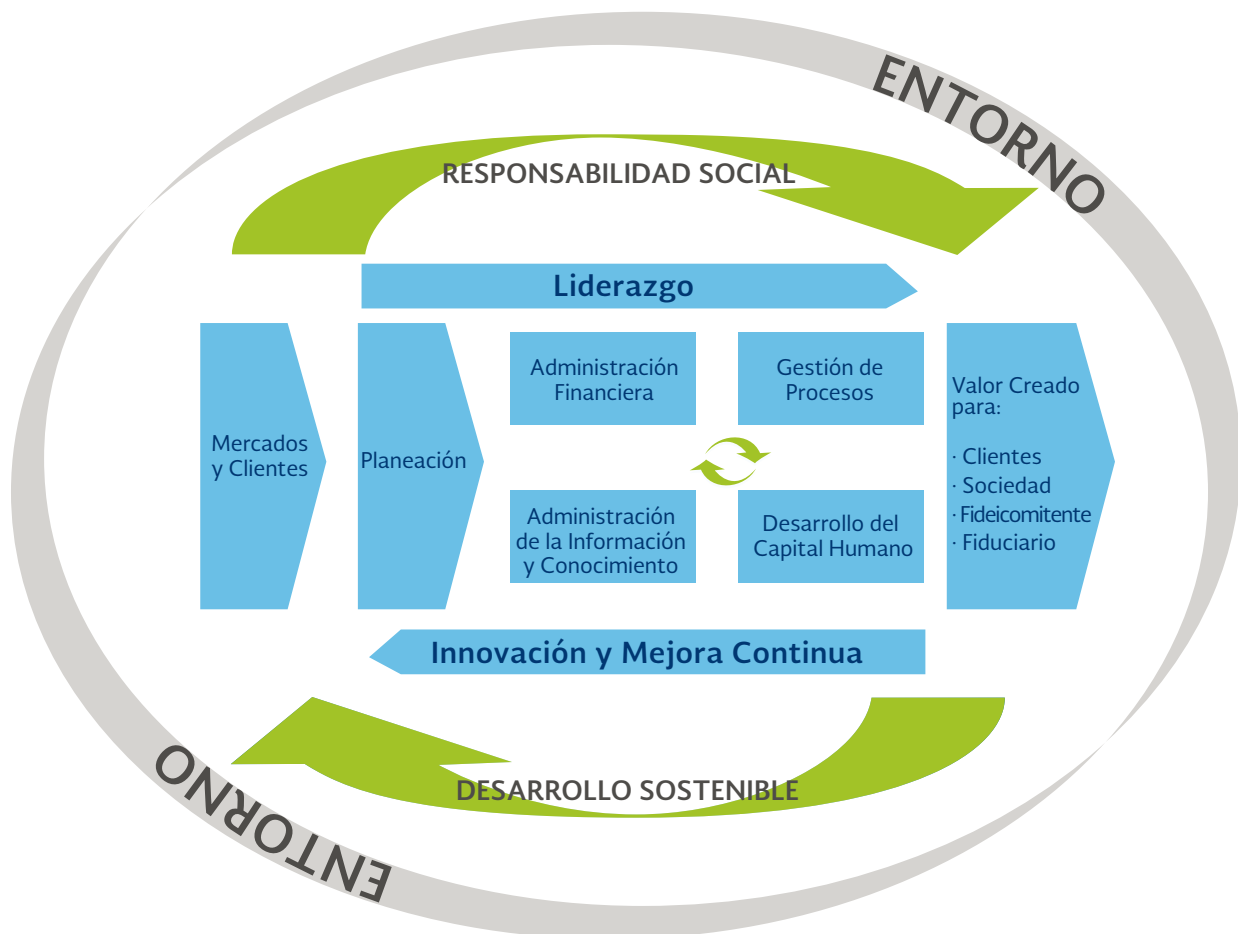 ENTORNO
RESPONSABILIDAD SOCIAL
Liderazgo
Mercados
y Clientes
Planeación
Administración
Financiera
Gestión de
Procesos
Administración
de la Información
y Conocimiento
Desarrollo del
Capital Humano
Valor Creado
para:
· Clientes
· Sociedad
· Fideicomitente
· Fiduciario
Innovación y Mejora Continua
DESARROLLO SOSTENIBLE
ENTORNO